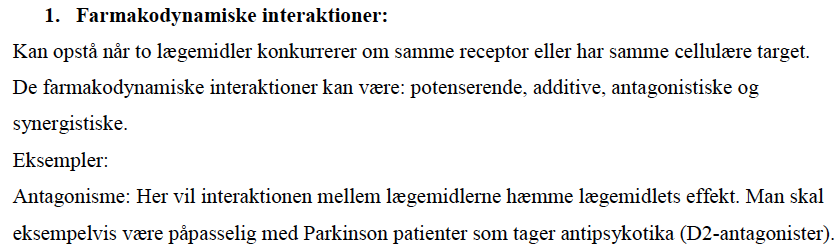 1. Farmakodynamiske interaktioner:
Kan opstå når to lægemidler konkurrerer om samme receptor eller har samme cellulære target.
De farmakodynamiske interaktioner kan være: potenserende, additive, antagonistiske og
synergistiske.
Eksempler:
Antagonisme: Her vil interaktionen mellem lægemidlerne hæmme lægemidlets effekt. Man skal
eksempelvis være påpasselig med Parkinson patienter som tager antipsykotika (D2-antagonister).